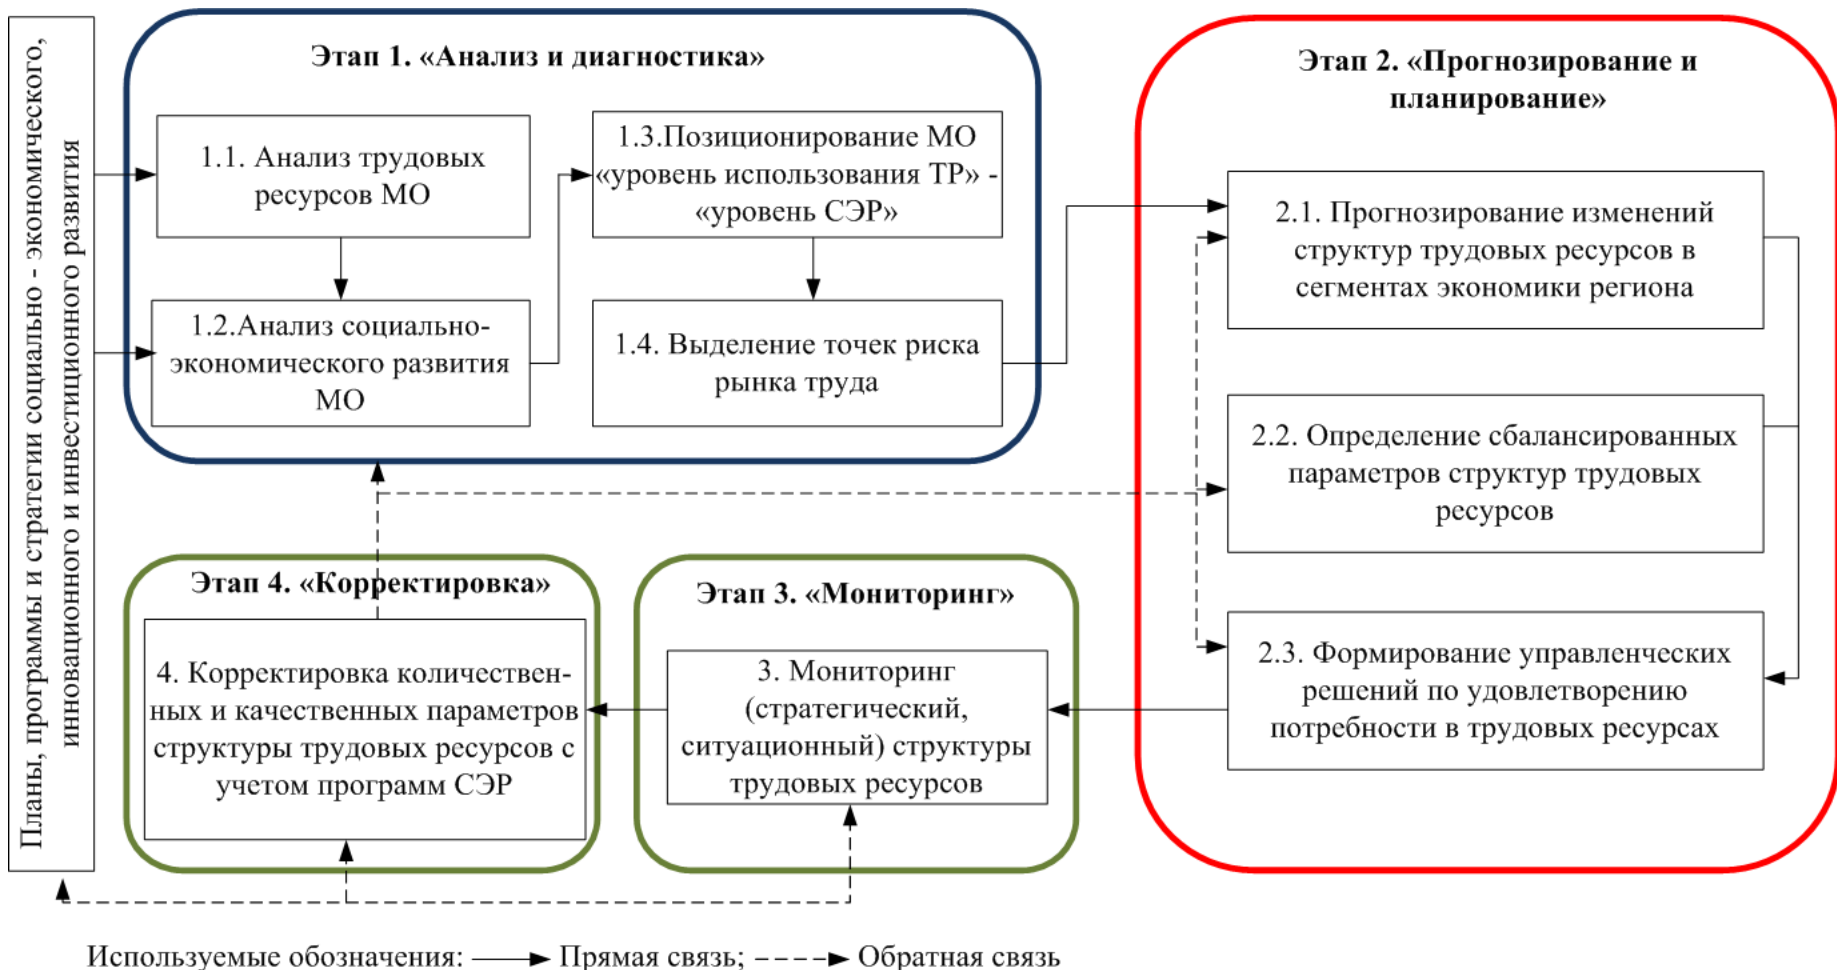 Планы, программы и стратегии социально - экономического,
инновационного и инвестиционного развития
Этап 1. «Анализ и диагностика»
1.1. Анализ трудовых
ресурсов МО
1.2.Анализ социально-
экономического развития
МО
1.3.Позиционирование МО
«уровень использования ТР» -
«уровень СЭР»
1.4. Выделение точек риска
рынка труда
Этап 2. «Прогнозирование и
планирование»
2.1. Прогнозирование изменений
структур трудовых ресурсов в
сегментах экономики региона
2.2. Определение сбалансированных
параметров структур трудовых
ресурсов
2.3. Формирование управленческих
решений по удовлетворению
потребности в трудовых ресурсах
Этап 3. «Мониторинг»
3. Мониторинг
(стратегический,
ситуационный) структуры
трудовых ресурсов
Этап 4. «Корректировка»
4. Корректировка количествен-
ных и качественных параметров
структуры трудовых ресурсов с
учетом программ СЭР
Используемые обозначения: Прямая связь; Обратная связь